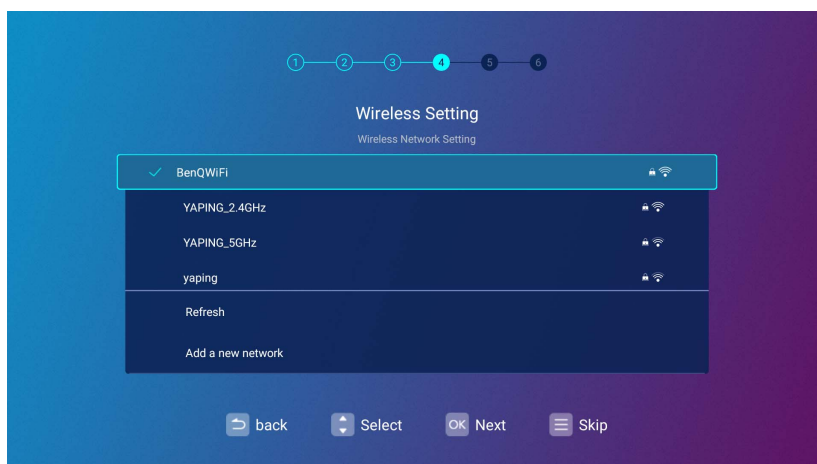 1 2 3 4 5 6
Wireless Setting
Wireless Network Setting
BenQWiFi
YAPING_2.4GHz
YAPING_5GHz
yaping
Refresh
Add a new network
back Select OK Next Skip